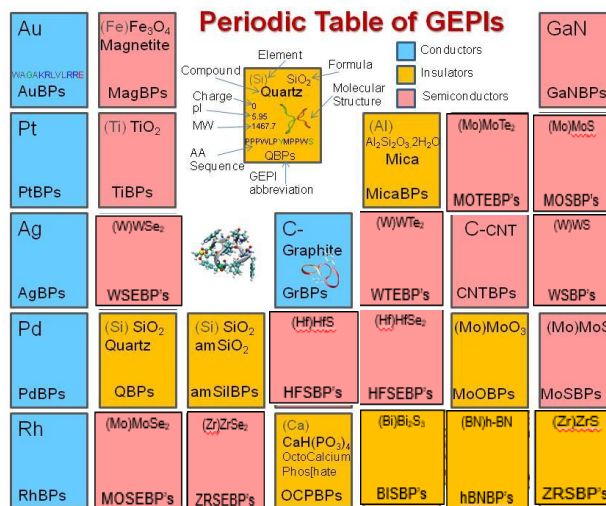 Periodic Table of GEPIs
Au
WAGAKRLVLRRE
AuBPs
(Fe)Fe₃O₄
Magnetite
MagBPs
Element
Compound
Formula
(Si) SiO₂
Quartz
Charge
0
pI
5.95
MW
1467.7
Molecular
Structure
AA
Sequence
PPPWLPYMPPWS
QBPs
GEPI
abbreviation
Conductors
Insulators
Semiconductors
GaN
GaNBPs
Pt
PtBPs
(Ti) TiO₂
TiBPs
(Al)
Al₂Si₂O₃,2H₂O
Mica
MicaBPs
(Mo)MoTe₂
MOTEBP's
(Mo)MoS
MOSBP's
Ag
AgBPs
(W)WSe₂
WSEBP's
C-
Graphite
GrBPs
(W)WTe₂
WTEBP's
C-CNT
CNTBPs
(W)WS
WSBP's
Pd
PdBPs
(Si) SiO₂
Quartz
QBPs
(Si) SiO₂
amSiO₂
amSilBPs
(Hf)HfS
HFSBP's
(Hf)HfSe₂
HFSEBP's
(Mo)MoO₃
MoOBPs
(Mo)MoS
MoSBPs
Rh
RhBPs
(Mo)MoSe₂
MOSEBP's
(Zr)ZrSe₂
ZRSEBP's
(Ca)
CaH(PO₃)₄
OctoCalcium
Phos[hate
OCPBPs
(Bi)Bi₂S₃
BISBP's
(BN)h-BN
hBNBP's
(Zr)ZrS
ZRSBP's